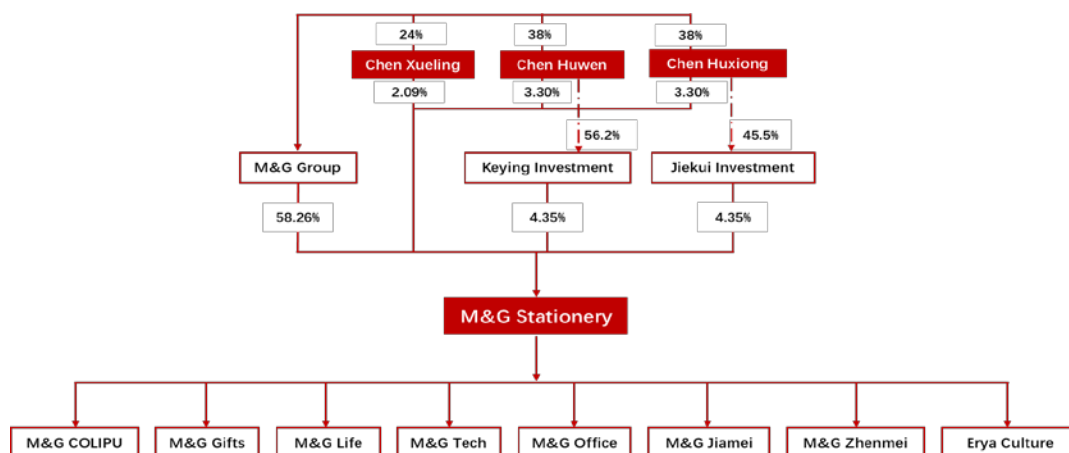 24%
38%
38%
Chen Xueling
Chen Huwen
Chen Huxiong
2.09%
3.30%
3.30%
56.2%
45.5%
M&G Group
Keying Investment
Jiekui Investment
58.26%
4.35%
4.35%
M&G Stationery
M&G COLIPU
M&G Gifts
M&G Life
M&G Tech
M&G Office
M&G Jiamei
M&G Zhenmei
Erya Culture